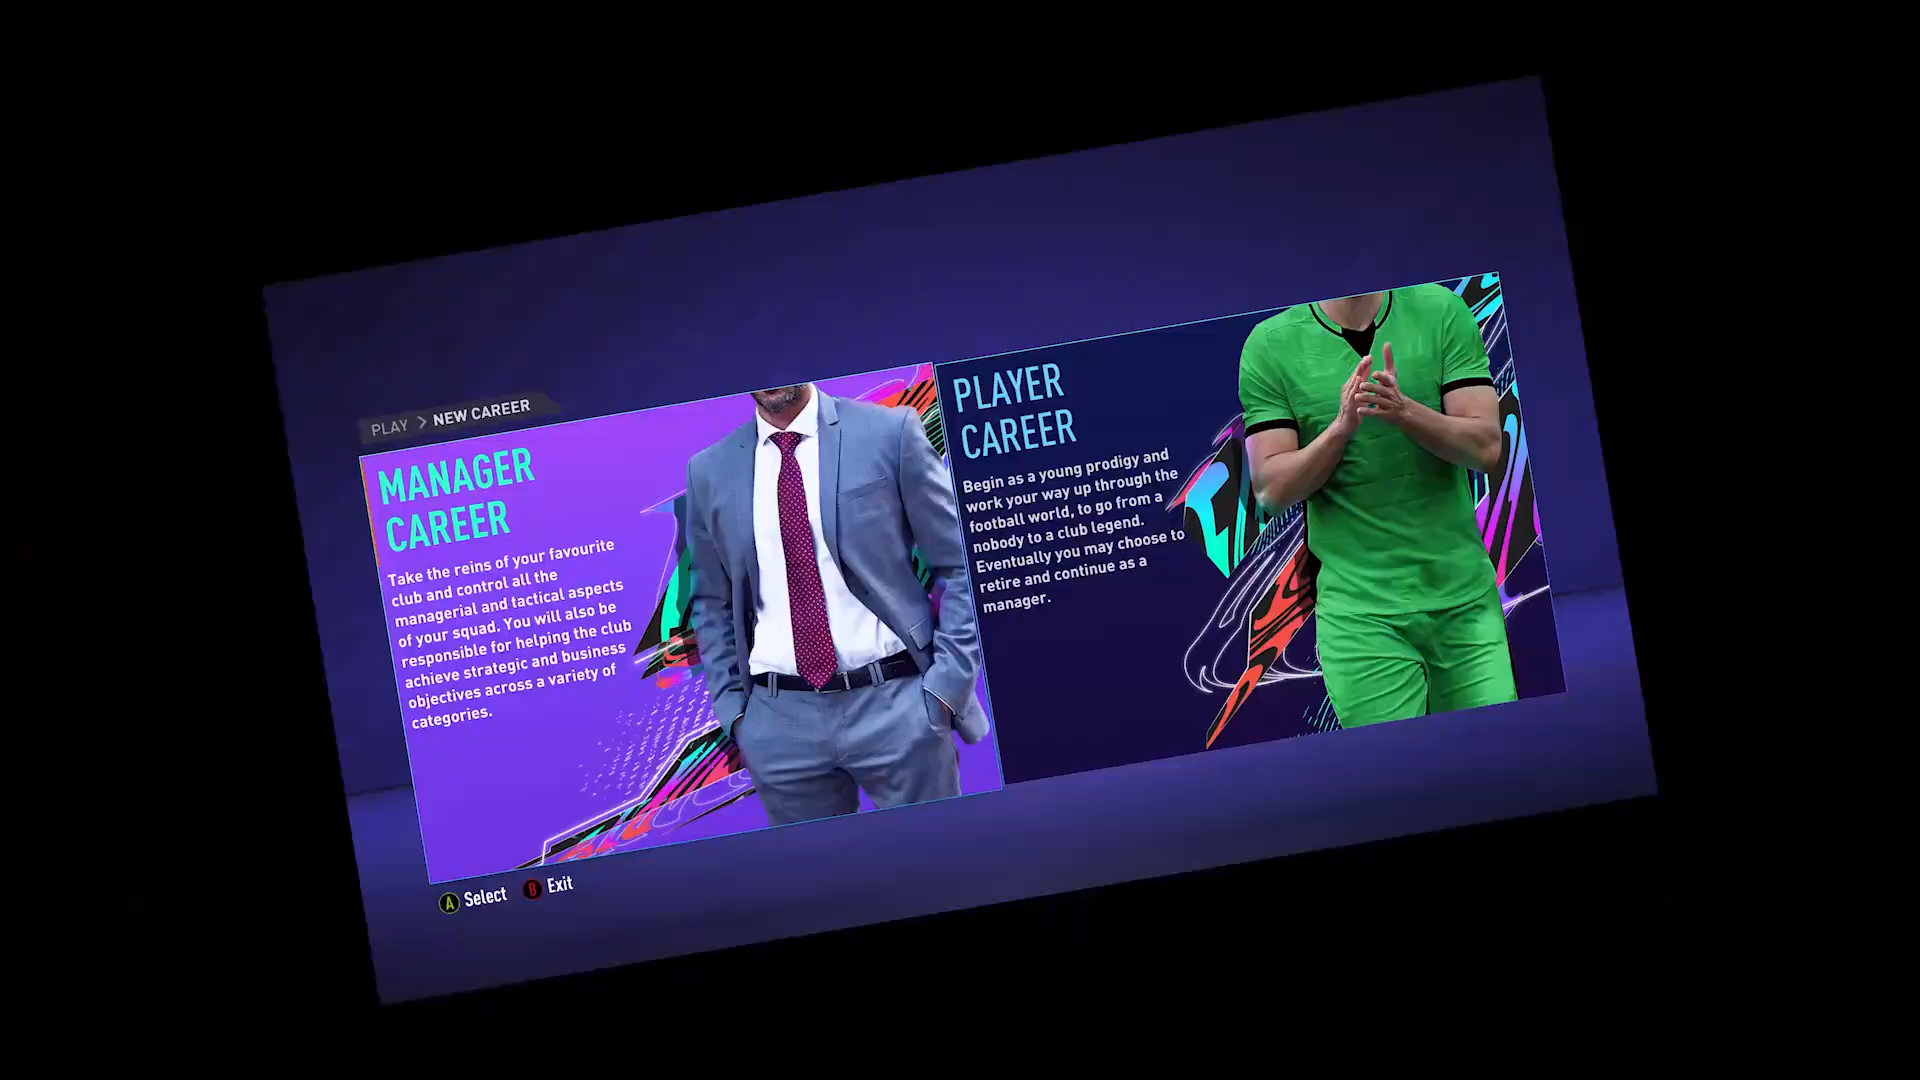 PLAY > NEW CAREER
MANAGER
CAREER
Take the reins of your favourite
club and control all the
managerial and tactical aspects
of your squad. You will also be
responsible for helping the club
achieve strategic and business
objectives across a variety of
categories.
PLAYER
CAREER
Begin as a young prodigy and
work your way up through the
football world, to go from a
nobody to a club legend.
Eventually you may choose to
retire and continue as a
manager.
A Select B Exit